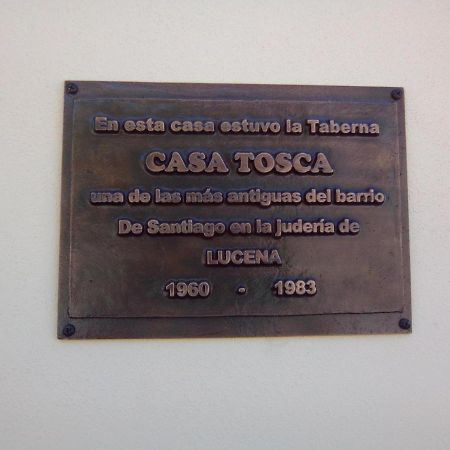 En esta casa estuvo la Taberna
CASA TOSCA
una de las más antiguas del barrio
De Santiago en la judería de
LUCENA
1960 - 1983